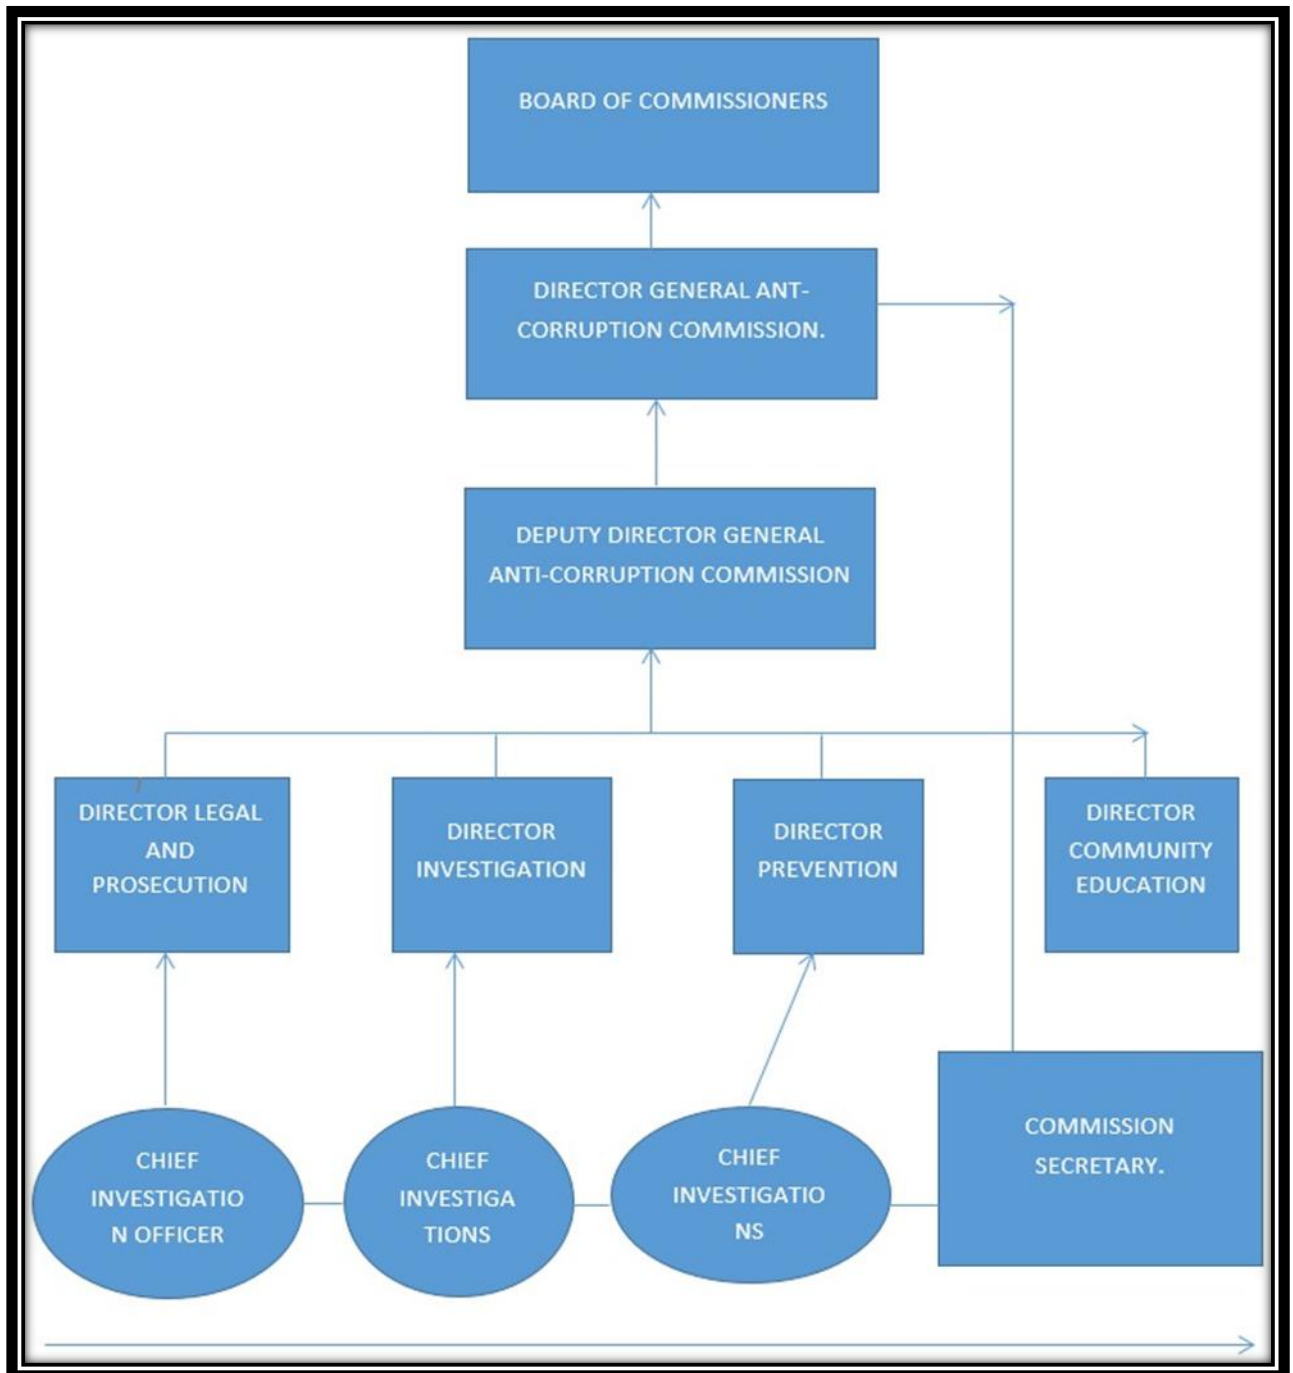 BOARD OF COMMISSIONERS
DIRECTOR GENERAL ANT-
CORRUPTION COMMISSION.
DEPUTY DIRECTOR GENERAL
ANTI-CORRUPTION COMMISSION
DIRECTOR LEGAL
AND
PROSECUTION
DIRECTOR
INVESTIGATION
DIRECTOR
PREVENTION
DIRECTOR
COMMUNITY
EDUCATION
CHIEF
INVESTIGATIO
N OFFICER
CHIEF
INVESTIGA
TIONS
CHIEF
INVESTIGATIO
NS
COMMISSION
SECRETARY.